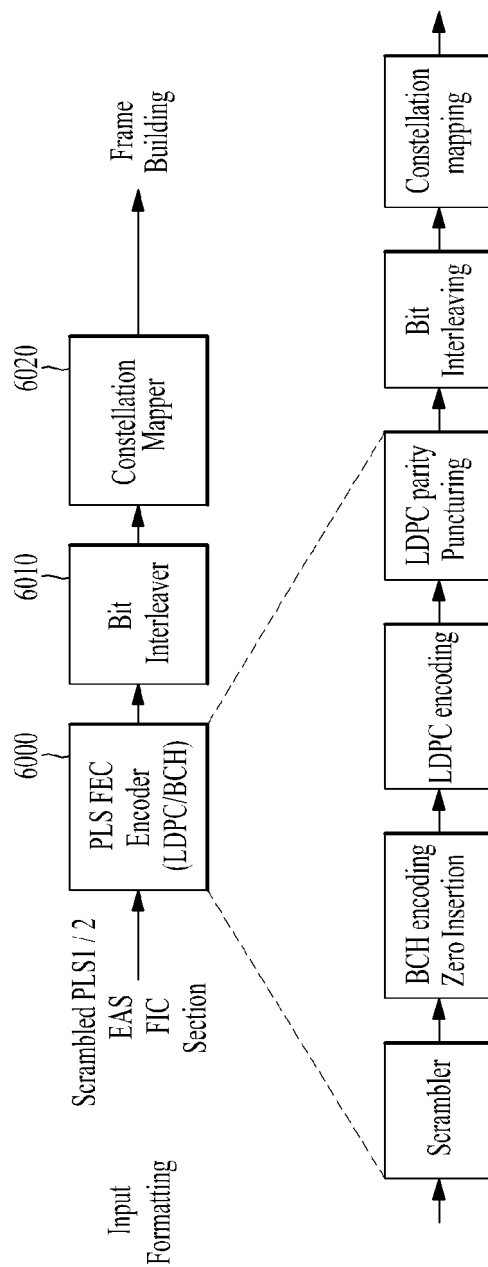 Input
Formatting
Scrambled PLS1 / 2
EAS
FIC
Section
6000
PLS FEC
Encoder
(LDPC/BCH)
6010
Bit
Interleaver
6020
Constellation
Mapper
Frame
Building
Scrambler
BCH encoding
Zero Insertion
LDPC encoding
LDPC parity
Puncturing
Bit
Interleaving
Constellation
mapping